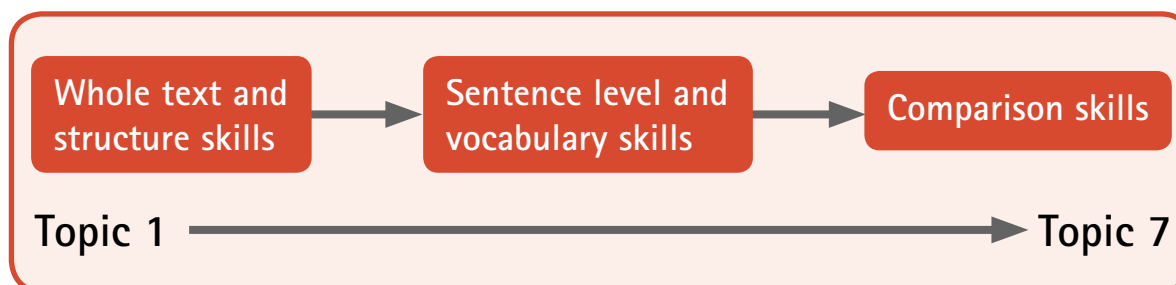 Whole text and
structure skills
Sentence level and
vocabulary skills
Comparison skills
Topic 1
Topic 7